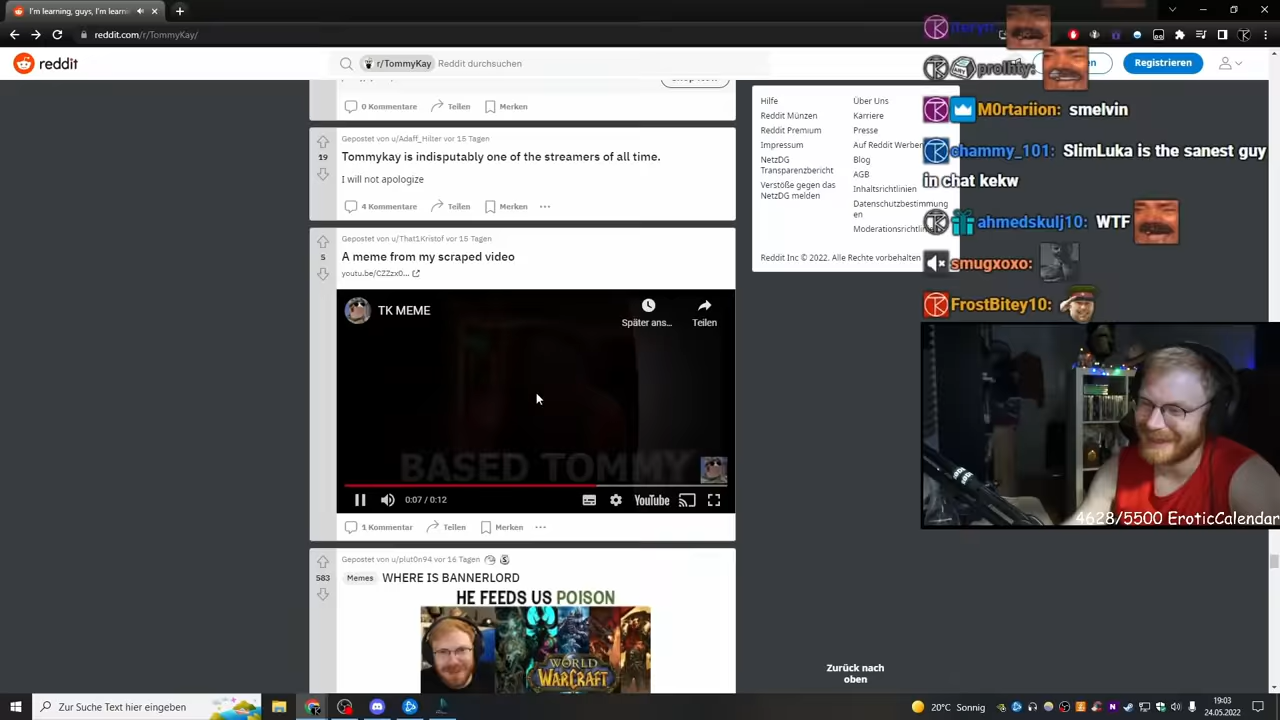 I'm learning, guys, I'm learne
reddit.com/r/TommyKay/
reddit
r/TommyKay
Reddit durchsuchen
Registrieren
0 Kommentare
Teilen
Merken
Gepostet von u/Adaff_Hilter vor 15 Tagen
19
Tommykay is indisputably one of the streamers of all time.
I will not apologize
4 Kommentare
Teilen
Merken
Gepostet von u/That1Kristof vor 15 Tagen
5
A meme from my scraped video
youtu.be/CZZzx0...
TK MEME
Später ans...
Teilen
BASED TOMMY
0:07 / 0:12
YouTube
1 Kommentar
Teilen
Merken
Gepostet von u/plut0n94 vor 16 Tagen
583
Memes
WHERE IS BANNERLORD
HE FEEDS US POISON
WORLD
WARCRAFT
Hilfe
Reddit Münzen
Reddit Premium
Impressum
NetzDG
Transparenzbericht
Verstöße gegen das
NetzDG melden
Über Uns
Karriere
Presse
Auf Reddit Werben
Blog
AGB
Inhaltsrichtlinien
Datenschutzbestimmung
en
Moderationsrichtlini
Reddit Inc © 2022. Alle Rechte vorbehalten
prolhty:
M0rtariion: smelvin
chammy_101: SlimLuka is the sanest guy
in chat kekw
ahmedskulj10: WTF
smugxoxo:
FrostBitey10:
4628/5500 EroticCalendar
Zurück nach
oben
Zur Suche Text hier eingeben
20°C Sonnig
19:03
24.05.2022